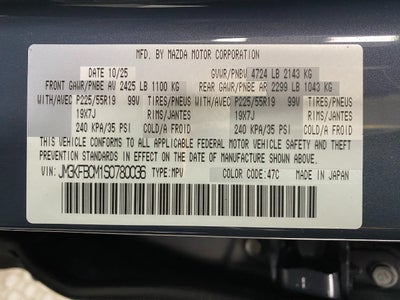 MFD. BY MAZDA MOTOR CORPORATION
DATE 10/25 GVWR/PNBV 4724 LB 2143 KG
FRONT GAWR/PNBE AV 2425 LB 1100 KG REAR GAWR/PNBE AR 2299 LB 1043 KG
WITH/AVEC P225/55R19 99V TIRES/PNEUS WITH/AVEC P225/55R19 99V TIRES/PNEUS
19X7J RIMS/JANTES 19X7J RIMS/JANTES
240 KPA/35 PSI COLD/A FROID 240 KPA/35 PSI COLD/A FROID
THIS VEHICLE CONFORMS TO ALL APPLICABLE FEDERAL MOTOR VEHICLE SAFETY AND
THEFT PREVENTION STANDARDS IN EFFECT ON THE DATE OF MANUFACTURE SHOWN ABOVE.
VIN: JM3KFBCM1S0780036 TYPE:MPV COLOR: 47C MADE IN JAPAN